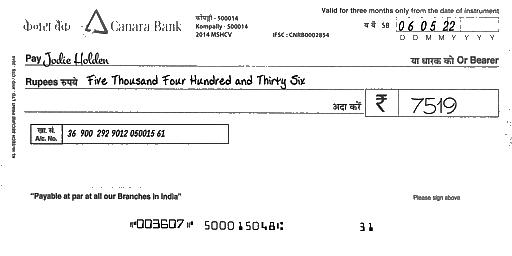 Valid for three months only from the date of instrument
केनरा बैंक Canara Bank
कोंपल्ली - 500014
Kompally - 500014
2014 MSHCV
IFSC : CNRB0002854
SB 06 05 22
D D M M Y Y Y Y
Pay Jodie Holden या धारक को Or Bearer
Rupees रुपये Five Thousand Four Hundred and Thirty Six
अदा करें ₹ 7519
खा. सं.
A/c. No. 36 900 292 9012 050015 61
"Payable at par at all our Branches in India"
Please sign above
⑈003607⑈ 500015048⑆ 31